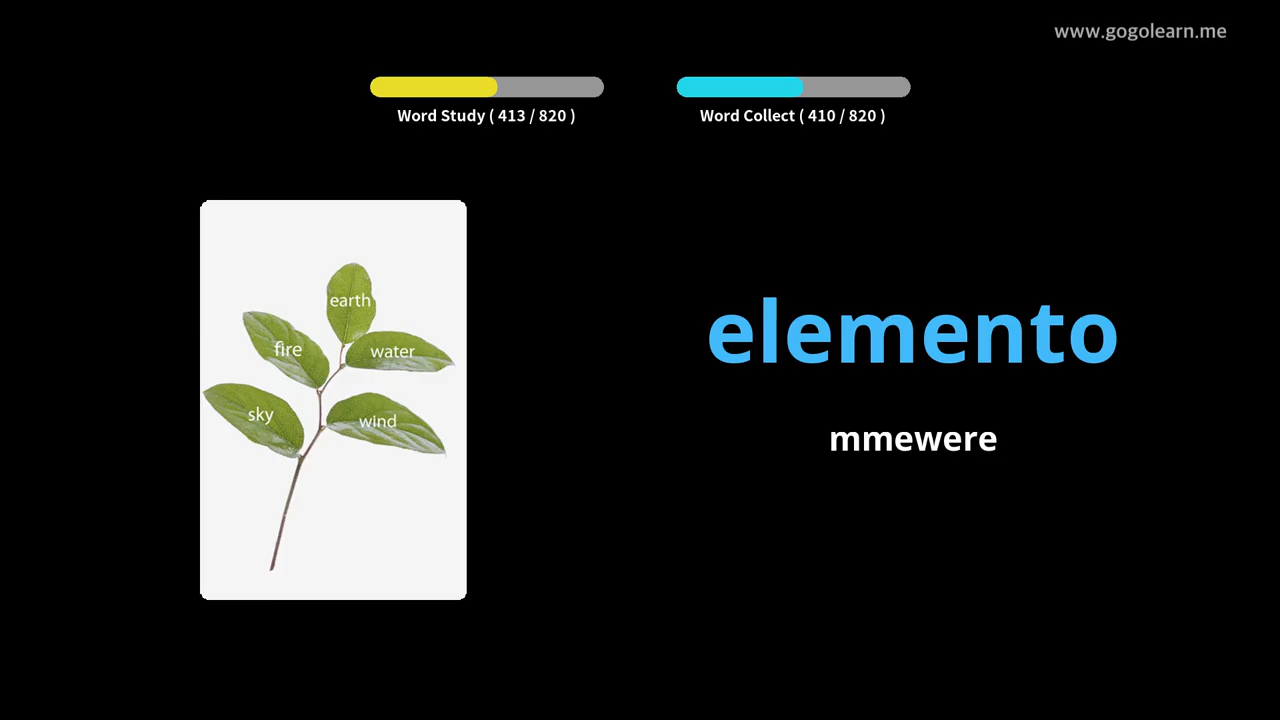 www.gogolearn.me
Word Study ( 413 / 820 )
Word Collect ( 410 / 820 )
earth
fire
water
sky
wind
elemento
mmewere